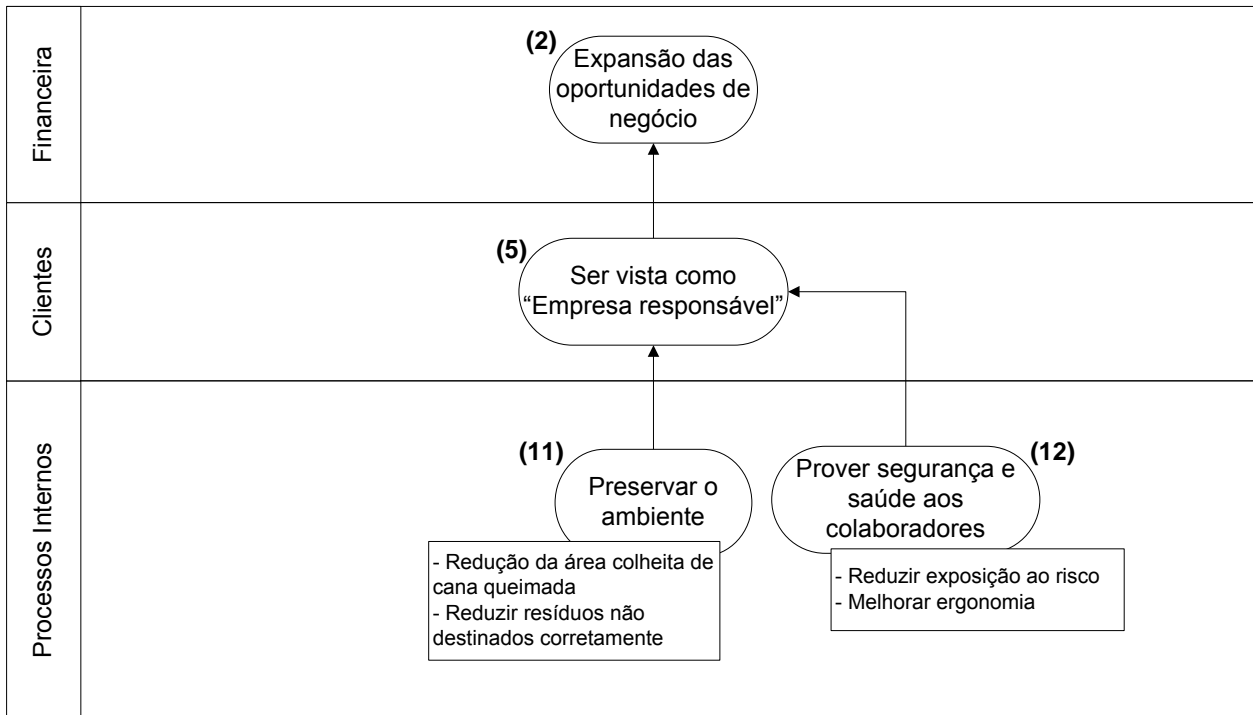 Financeira
(2)
Expansão das
oportunidades de
negócio
Clientes
(5)
Ser vista como
“Empresa responsável”
Processos Internos
(11)
Preservar o
ambiente
- Redução da área colheita de
cana queimada
- Reduzir resíduos não
destinados corretamente
(12)
Prover segurança e
saúde aos
colaboradores
- Reduzir exposição ao risco
- Melhorar ergonomia